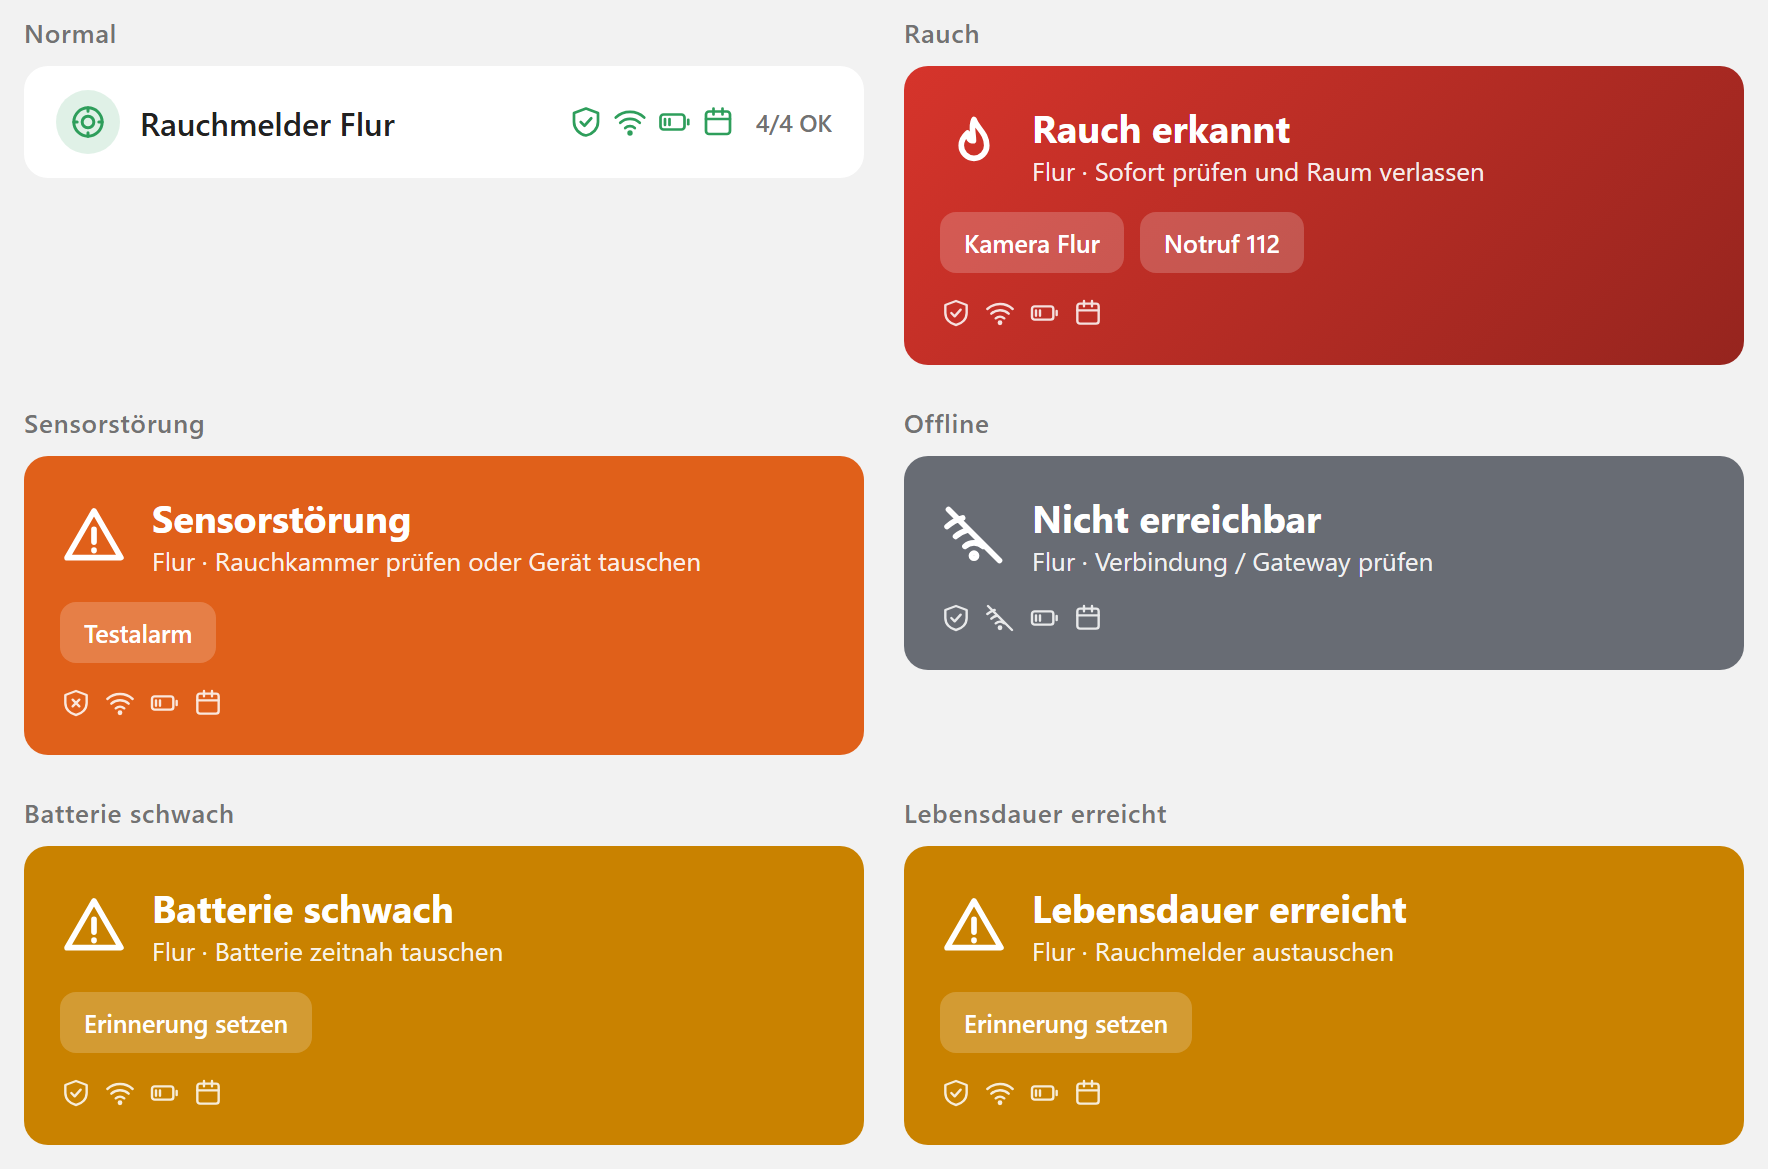 Normal
Rauchmelder Flur
4/4 OK
Rauch
Rauch erkannt
Flur · Sofort prüfen und Raum verlassen
Kamera Flur
Notruf 112
Sensorstörung
Sensorstörung
Flur · Rauchkammer prüfen oder Gerät tauschen
Testalarm
Offline
Nicht erreichbar
Flur · Verbindung / Gateway prüfen
Batterie schwach
Batterie schwach
Flur · Batterie zeitnah tauschen
Erinnerung setzen
Lebensdauer erreicht
Lebensdauer erreicht
Flur · Rauchmelder austauschen
Erinnerung setzen